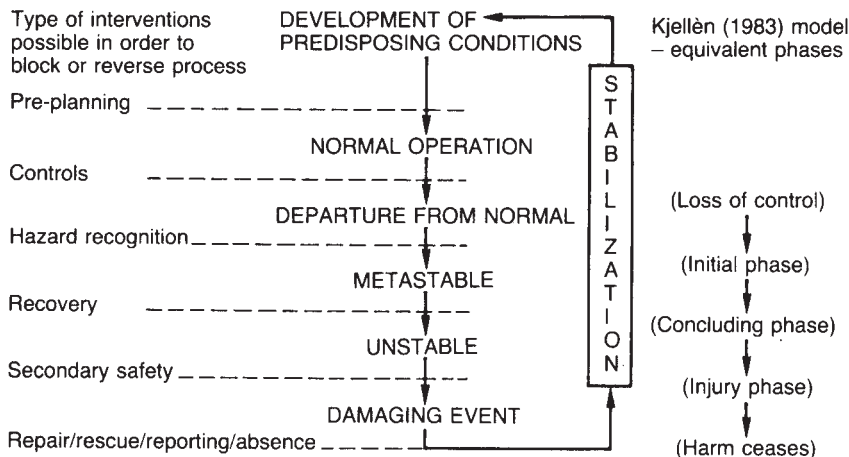 Type of interventions
possible in order to
block or reverse process
DEVELOPMENT OF
PREDISPOSING CONDITIONS
Kjellèn (1983) model
– equivalent phases
Pre-planning
NORMAL OPERATION
Controls
DEPARTURE FROM NORMAL
Hazard recognition
METASTABLE
Recovery
UNSTABLE
Secondary safety
DAMAGING EVENT
Repair/rescue/reporting/absence
STABILIZATION
(Loss of control)
(Initial phase)
(Concluding phase)
(Injury phase)
(Harm ceases)